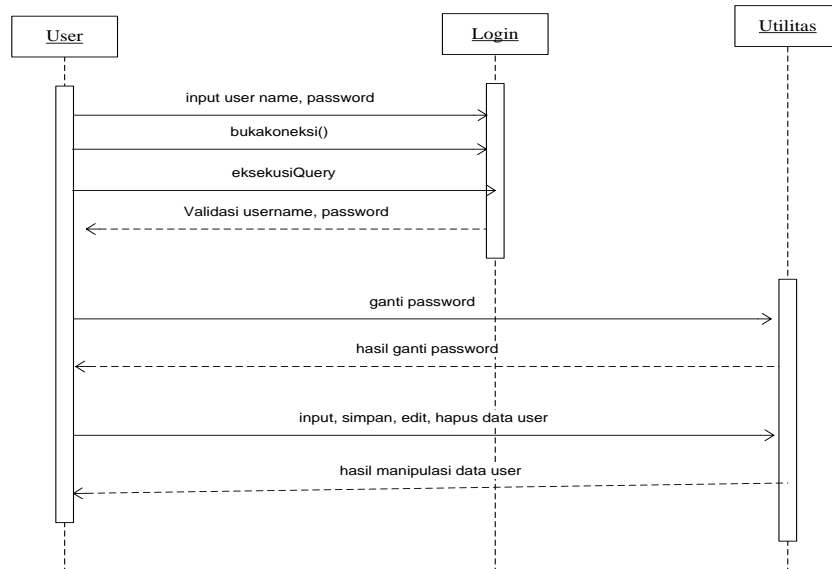 User
Login
Utilitas
input user name, password
bukakoneksi()
eksekusiQuery
Validasi username, password
ganti password
hasil ganti password
input, simpan, edit, hapus data user
hasil manipulasi data user